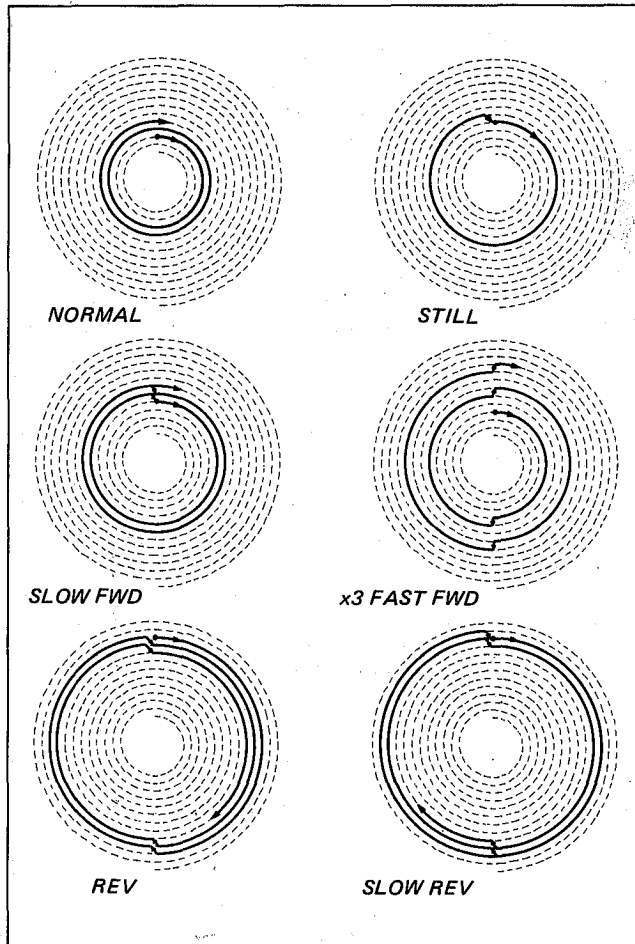 NORMAL
STILL
SLOW FWD
x3 FAST FWD
REV
SLOW REV